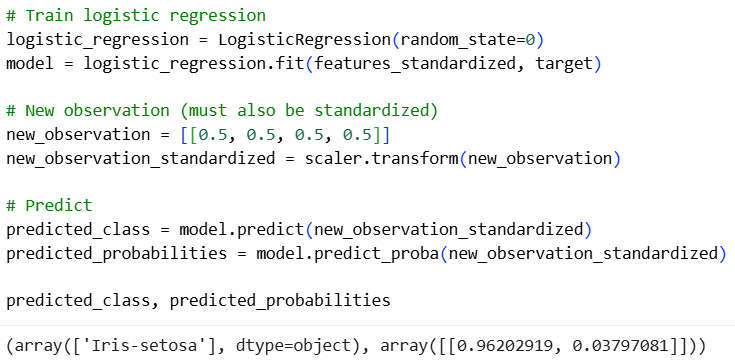 # Train logistic regression
logistic_regression = LogisticRegression(random_state=0)
model = logistic_regression.fit(features_standardized, target)
# New observation (must also be standardized)
new_observation = [[0.5, 0.5, 0.5, 0.5]]
new_observation_standardized = scaler.transform(new_observation)
# Predict
predicted_class = model.predict(new_observation_standardized)
predicted_probabilities = model.predict_proba(new_observation_standardized)
predicted_class, predicted_probabilities
(array(['Iris-setosa'], dtype=object), array([[0.96202919, 0.03797081]]))